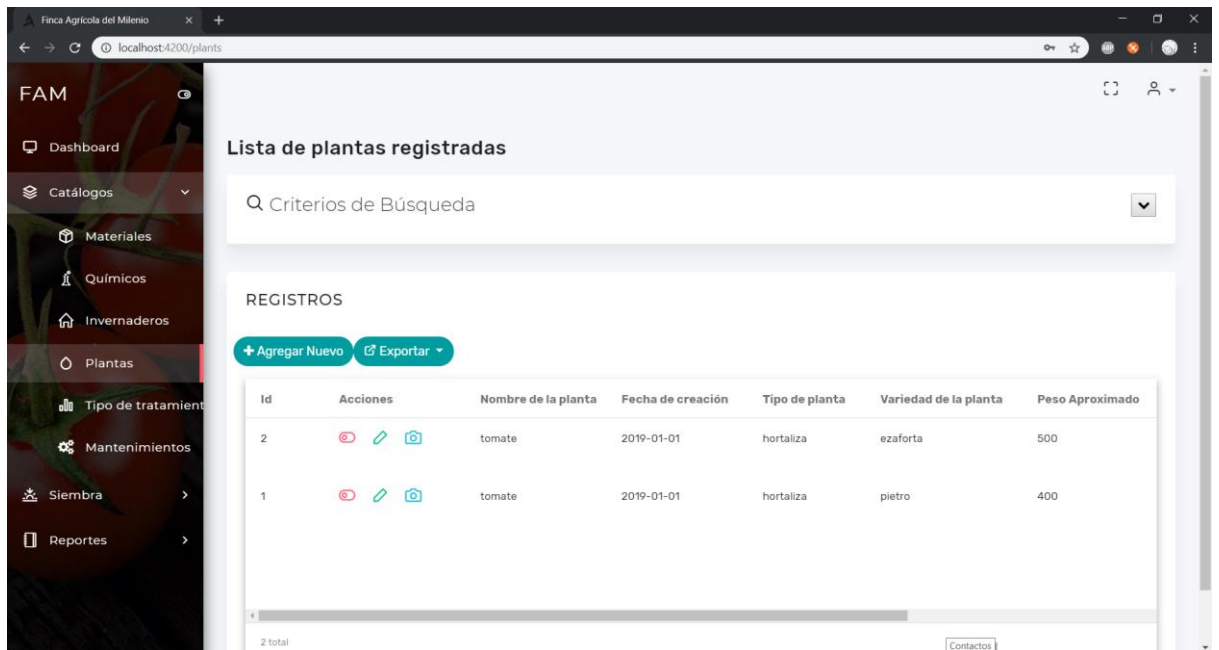 Finca Agrícola del Milenio
localhost:4200/plants
FAM
Dashboard
Catálogos
Materiales
Químicos
Invernaderos
Plantas
Tipo de tratamient
Mantenimientos
Siembra
Reportes
Lista de plantas registradas
Criterios de Búsqueda
REGISTROS
+ Agregar Nuevo Exportar
Id Acciones Nombre de la planta Fecha de creación Tipo de planta Variedad de la planta Peso Aproximado
2 tomate 2019-01-01 hortaliza ezaforta 500
1 tomate 2019-01-01 hortaliza pietro 400
2 total
Contactos